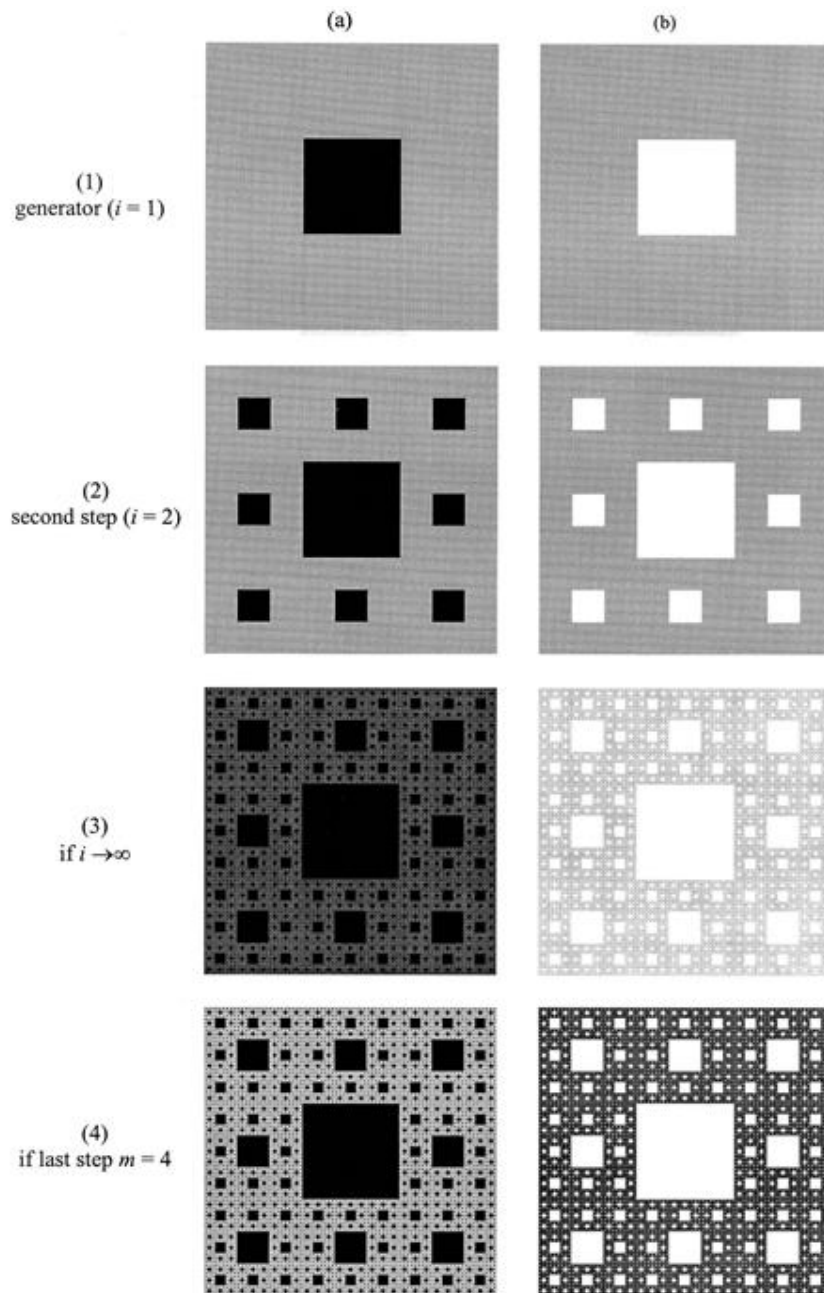 (a)
(b)
(1)
generator (i = 1)
(2)
second step (i = 2)
(3)
if i →∞
(4)
if last step m = 4